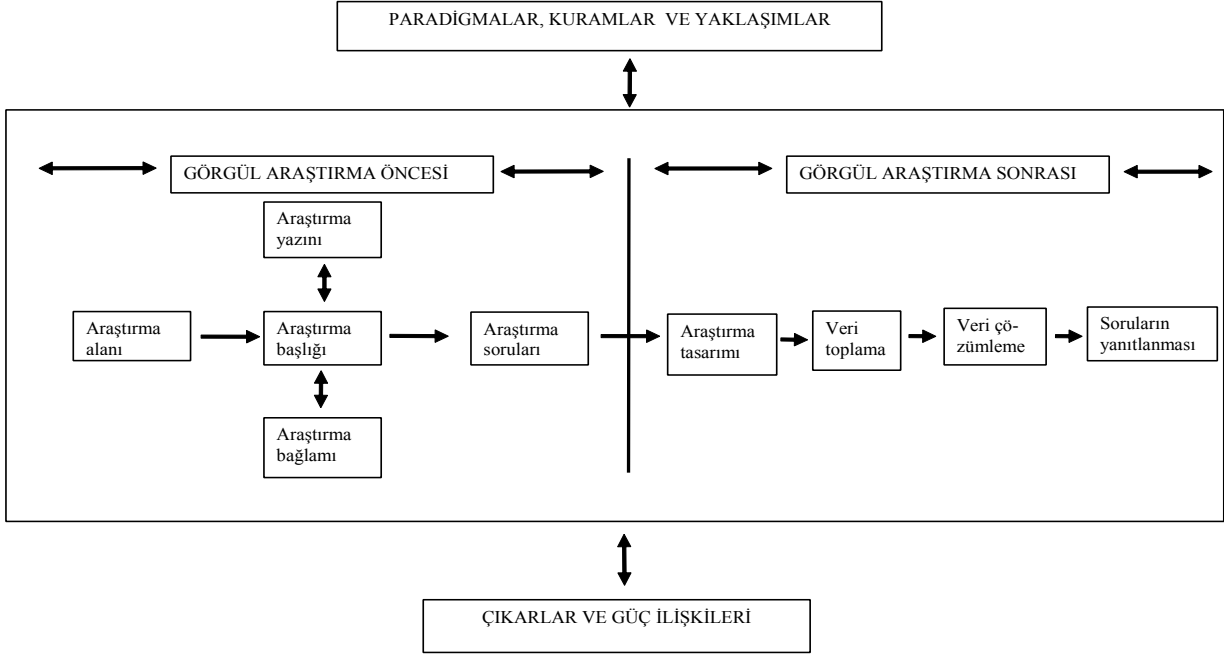 PARADİGMALAR, KURAMLAR VE YAKLAŞIMLAR
GÖRGÜL ARAŞTIRMA ÖNCESİ
GÖRGÜL ARAŞTIRMA SONRASI
Araştırma
yazını
Araştırma
alanı
Araştırma
başlığı
Araştırma
soruları
Araştırma
tasarımı
Veri
toplama
Veri çö-
zümleme
Soruların
yanıtlanması
Araştırma
bağlamı
ÇIKARLAR VE GÜÇ İLİŞKİLERİ